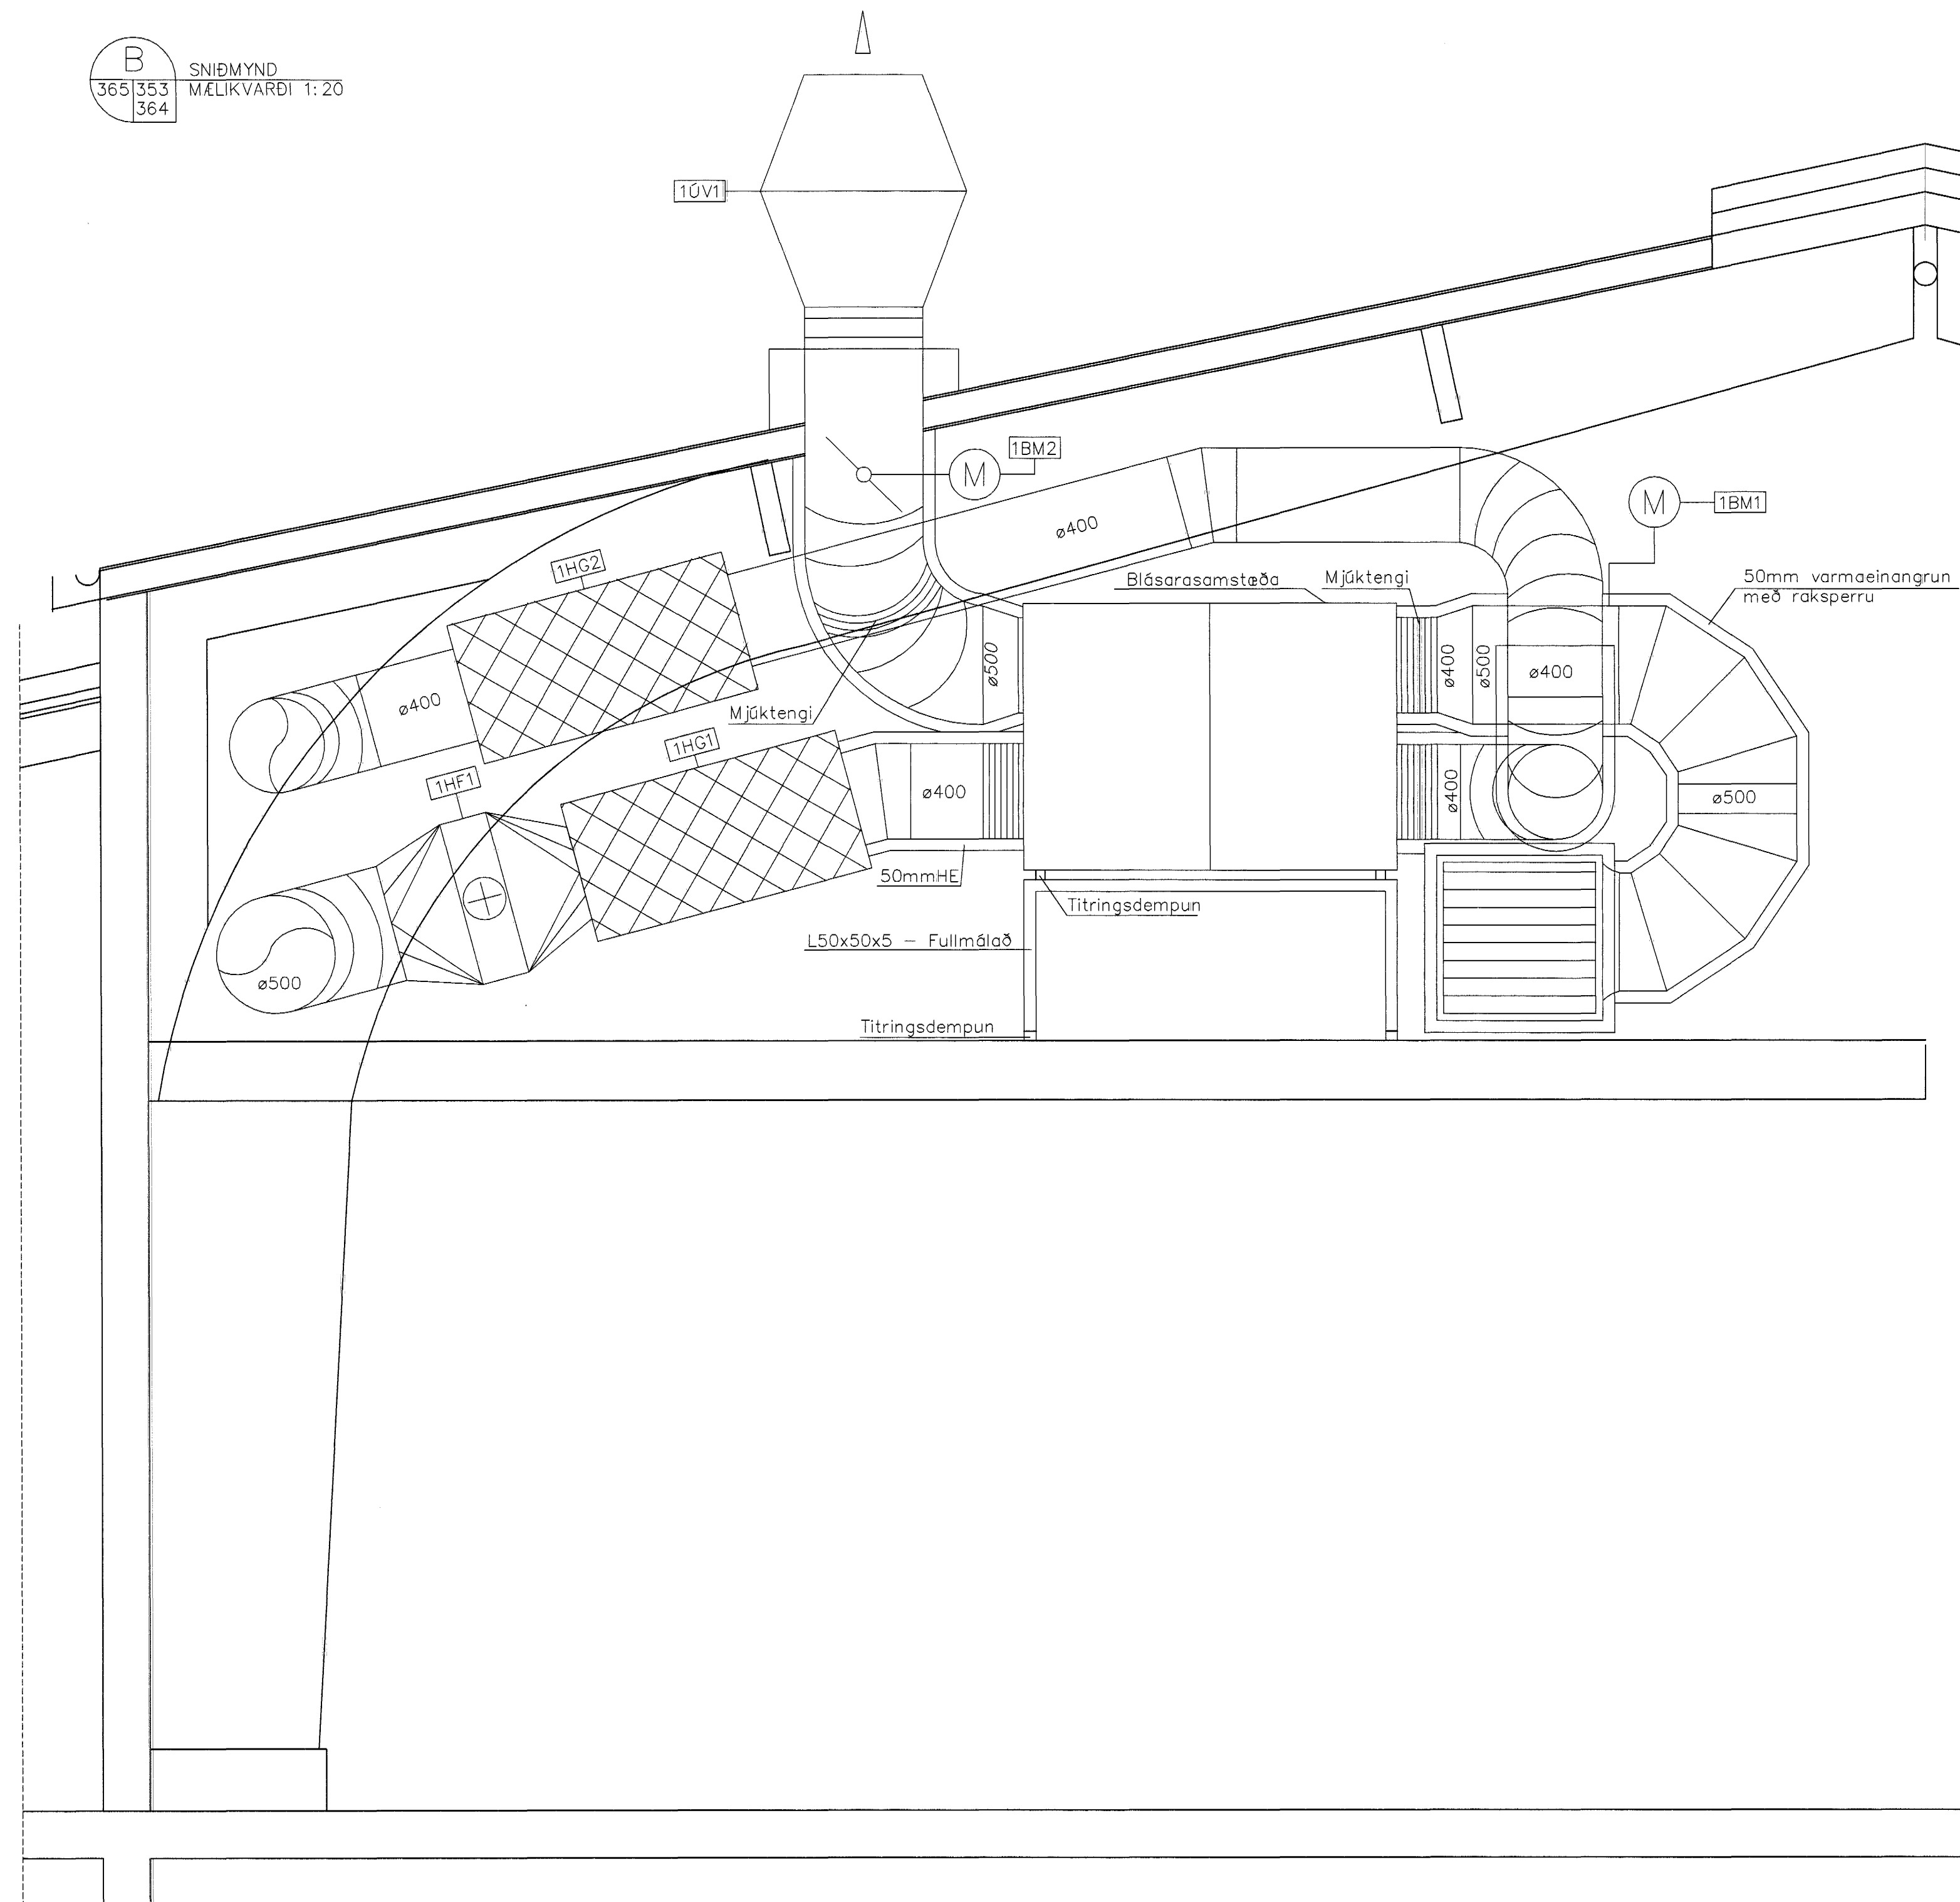 B
365 353
364
SNIÐMYND
MÆLIKVARÐI 1:20
1ÚV1
1BM2
M
M
1BM1
ø400
1HG2
Blásarasamstæða
Mjúktengi
50mm varmaeinangrun
með raksperru
ø500
ø400
ø500
ø400
ø400
Mjúktengi
1HG1
1HF1
ø400
ø400
ø500
50mmHE
Titringsdempun
L50x50x5 – Fullmálað
ø500
Titringsdempun